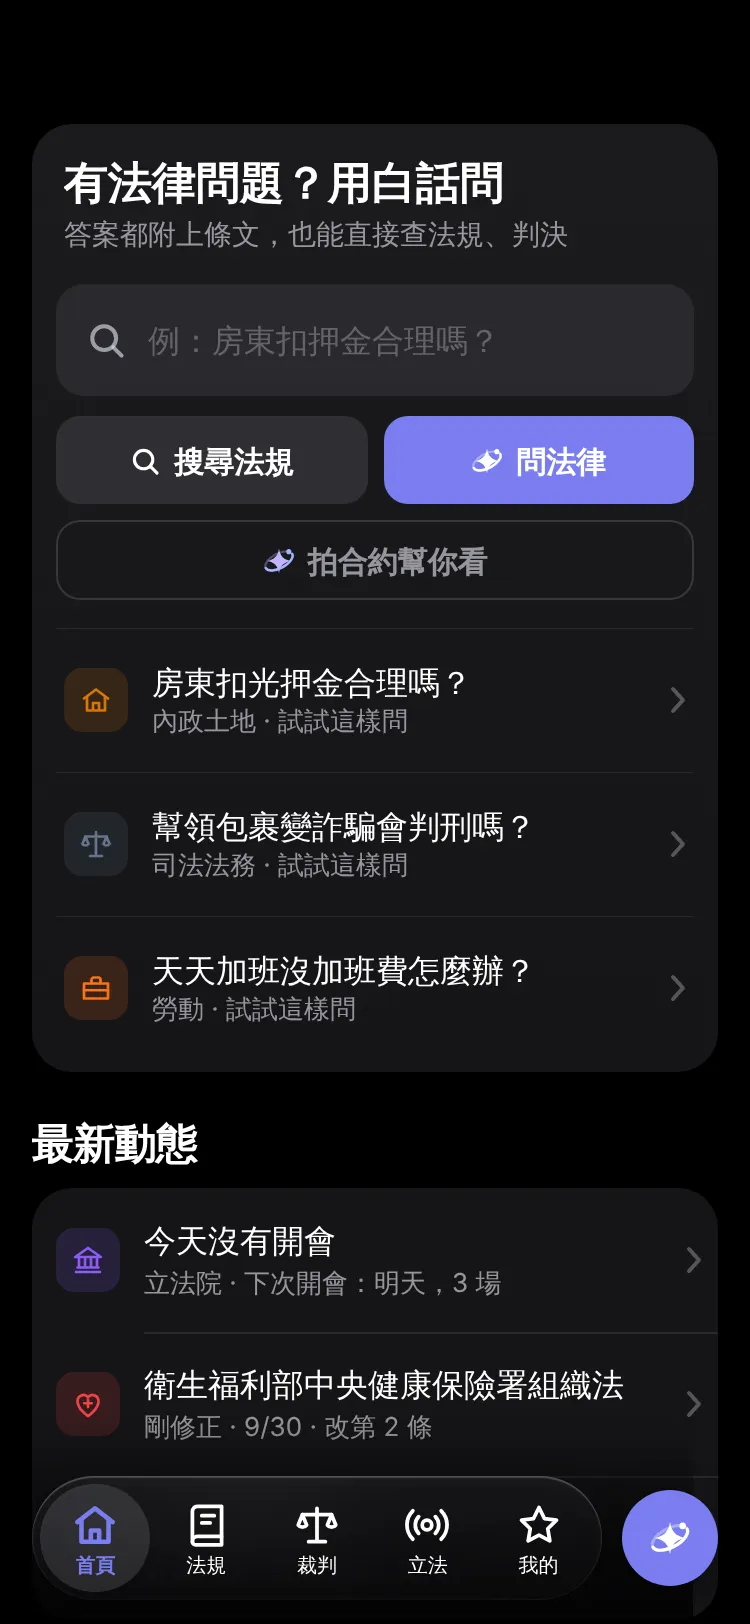 有法律問題？用白話問
答案都附上條文，也能直接查法規、判決
例：房東扣押金合理嗎？
搜尋法規
問法律
拍合約幫你看
房東扣光押金合理嗎？
內政土地 · 試試這樣問
幫領包裹變詐騙會判刑嗎？
司法法務 · 試試這樣問
天天加班沒加班費怎麼辦？
勞動 · 試試這樣問
最新動態
今天沒有開會
立法院 · 下次開會：明天，3 場
衛生福利部中央健康保險署組織法
剛修正 · 9/30 · 改第 2 條
首頁
法規
裁判
立法
我的